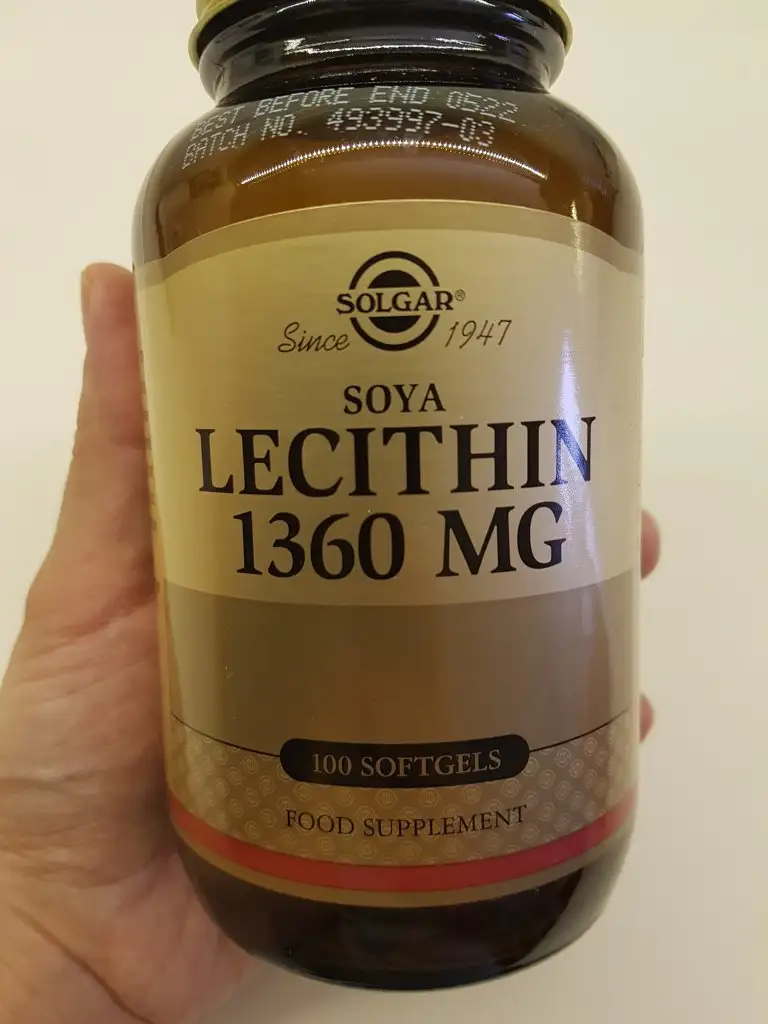 BEST BEFORE END 0522
BATCH NO. 493997-03
SOLGAR®
Since 1947
SOYA
LECITHIN
1360 MG
100 SOFTGELS
FOOD SUPPLEMENT